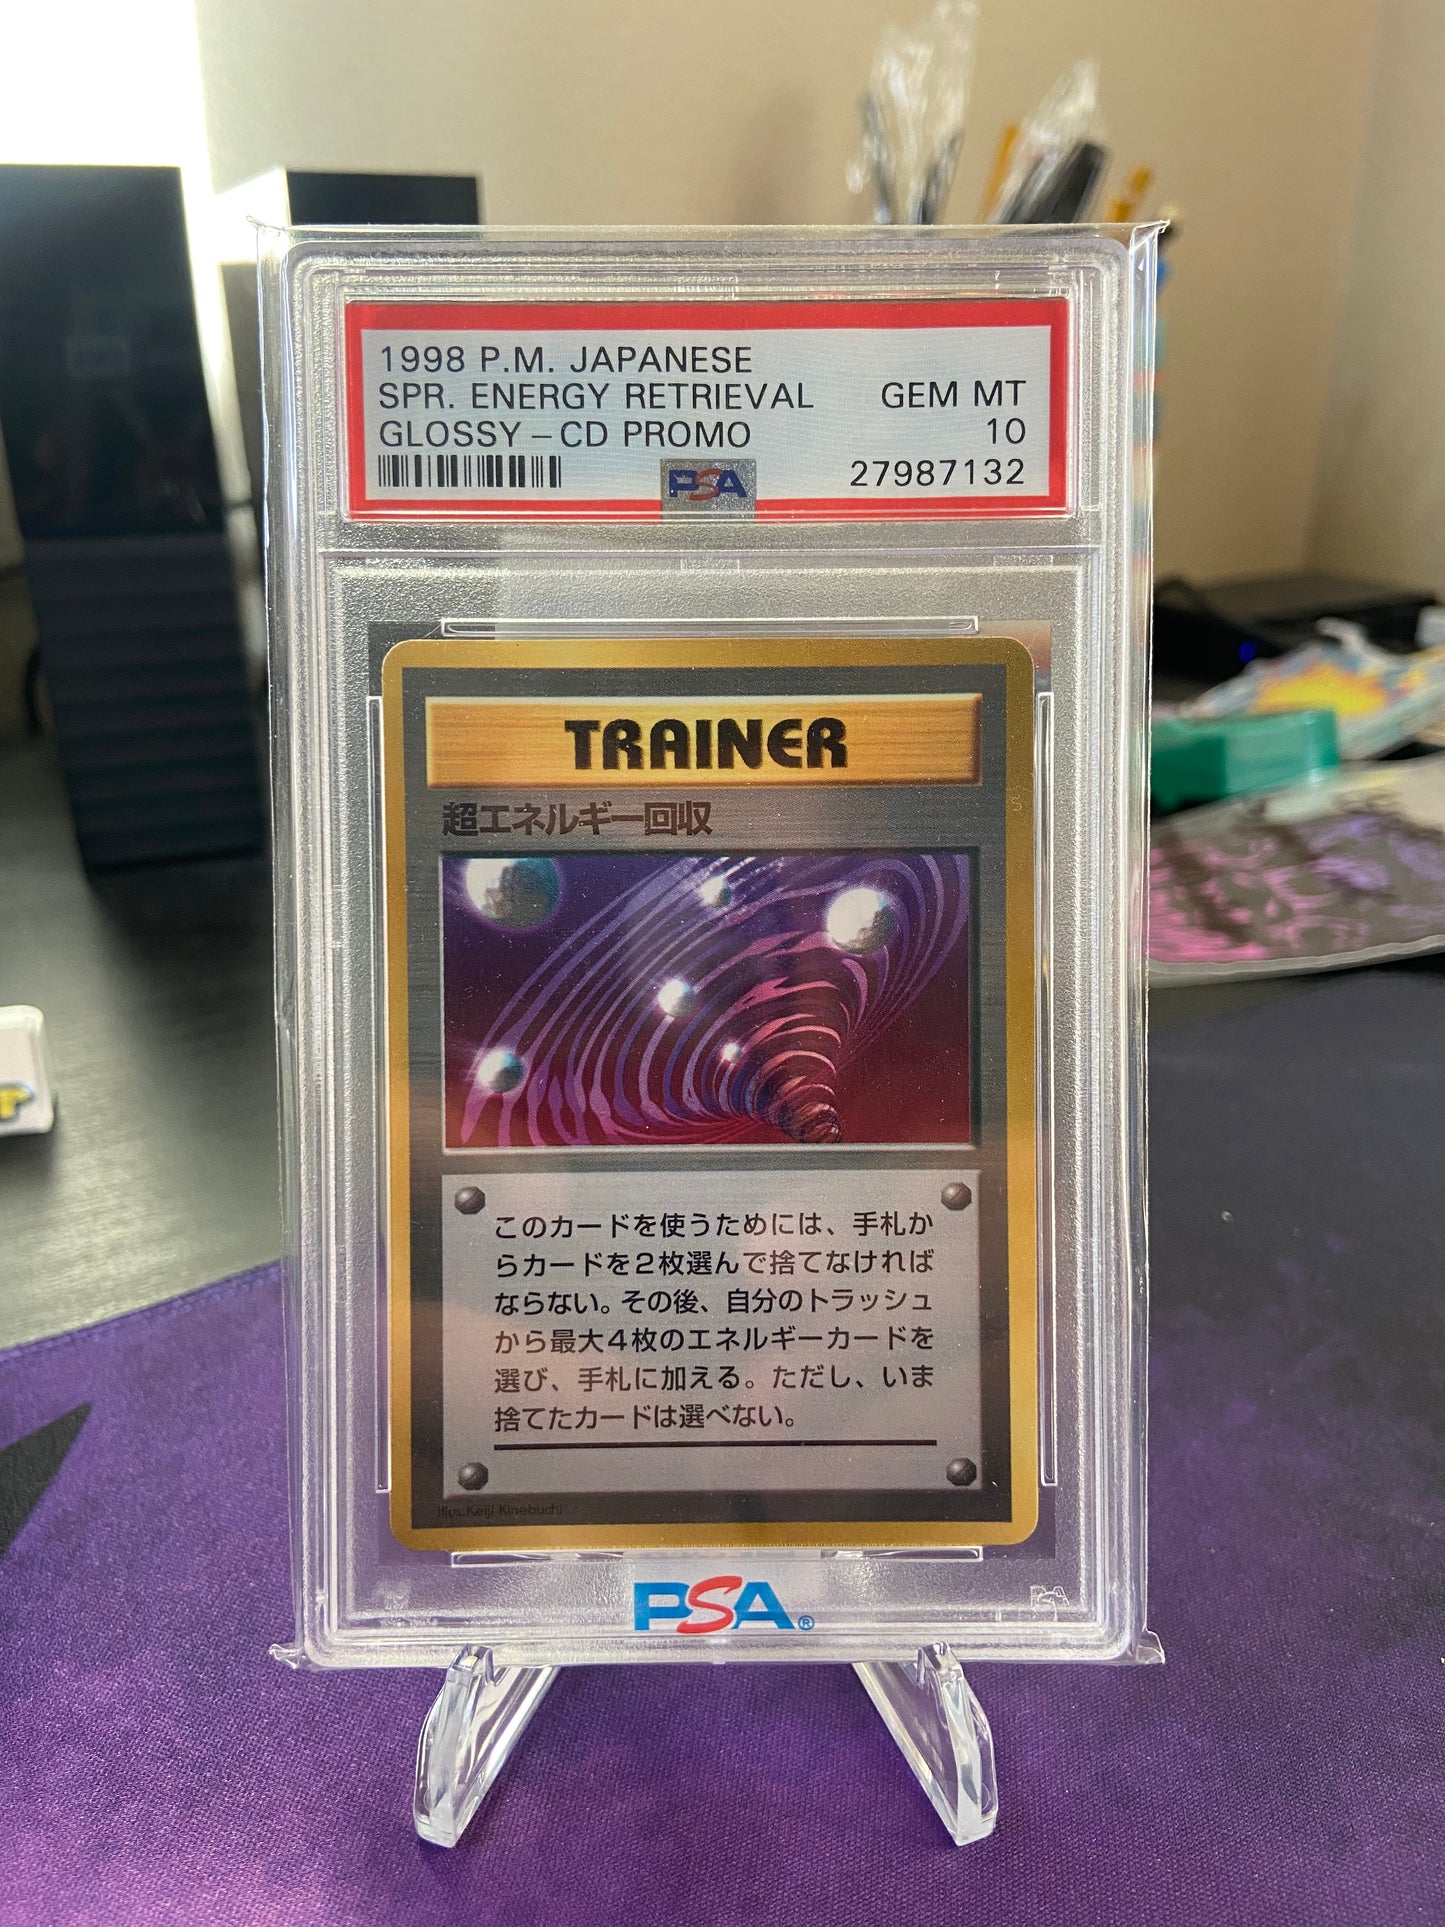 1998 P.M. JAPANESE
SPR. ENERGY RETRIEVAL GEM MT
GLOSSY – CD PROMO 10
PSA 27987132
TRAINER
超エネルギー回収
このカードを使うためには、手札か
らカードを2枚選んで捨てなければ
ならない。その後、自分のトラッシュ
から最大4枚のエネルギーカードを
選び、手札に加える。ただし、いま
捨てたカードは選べない。
Illus.Keiji Kinebuchi
PSA®